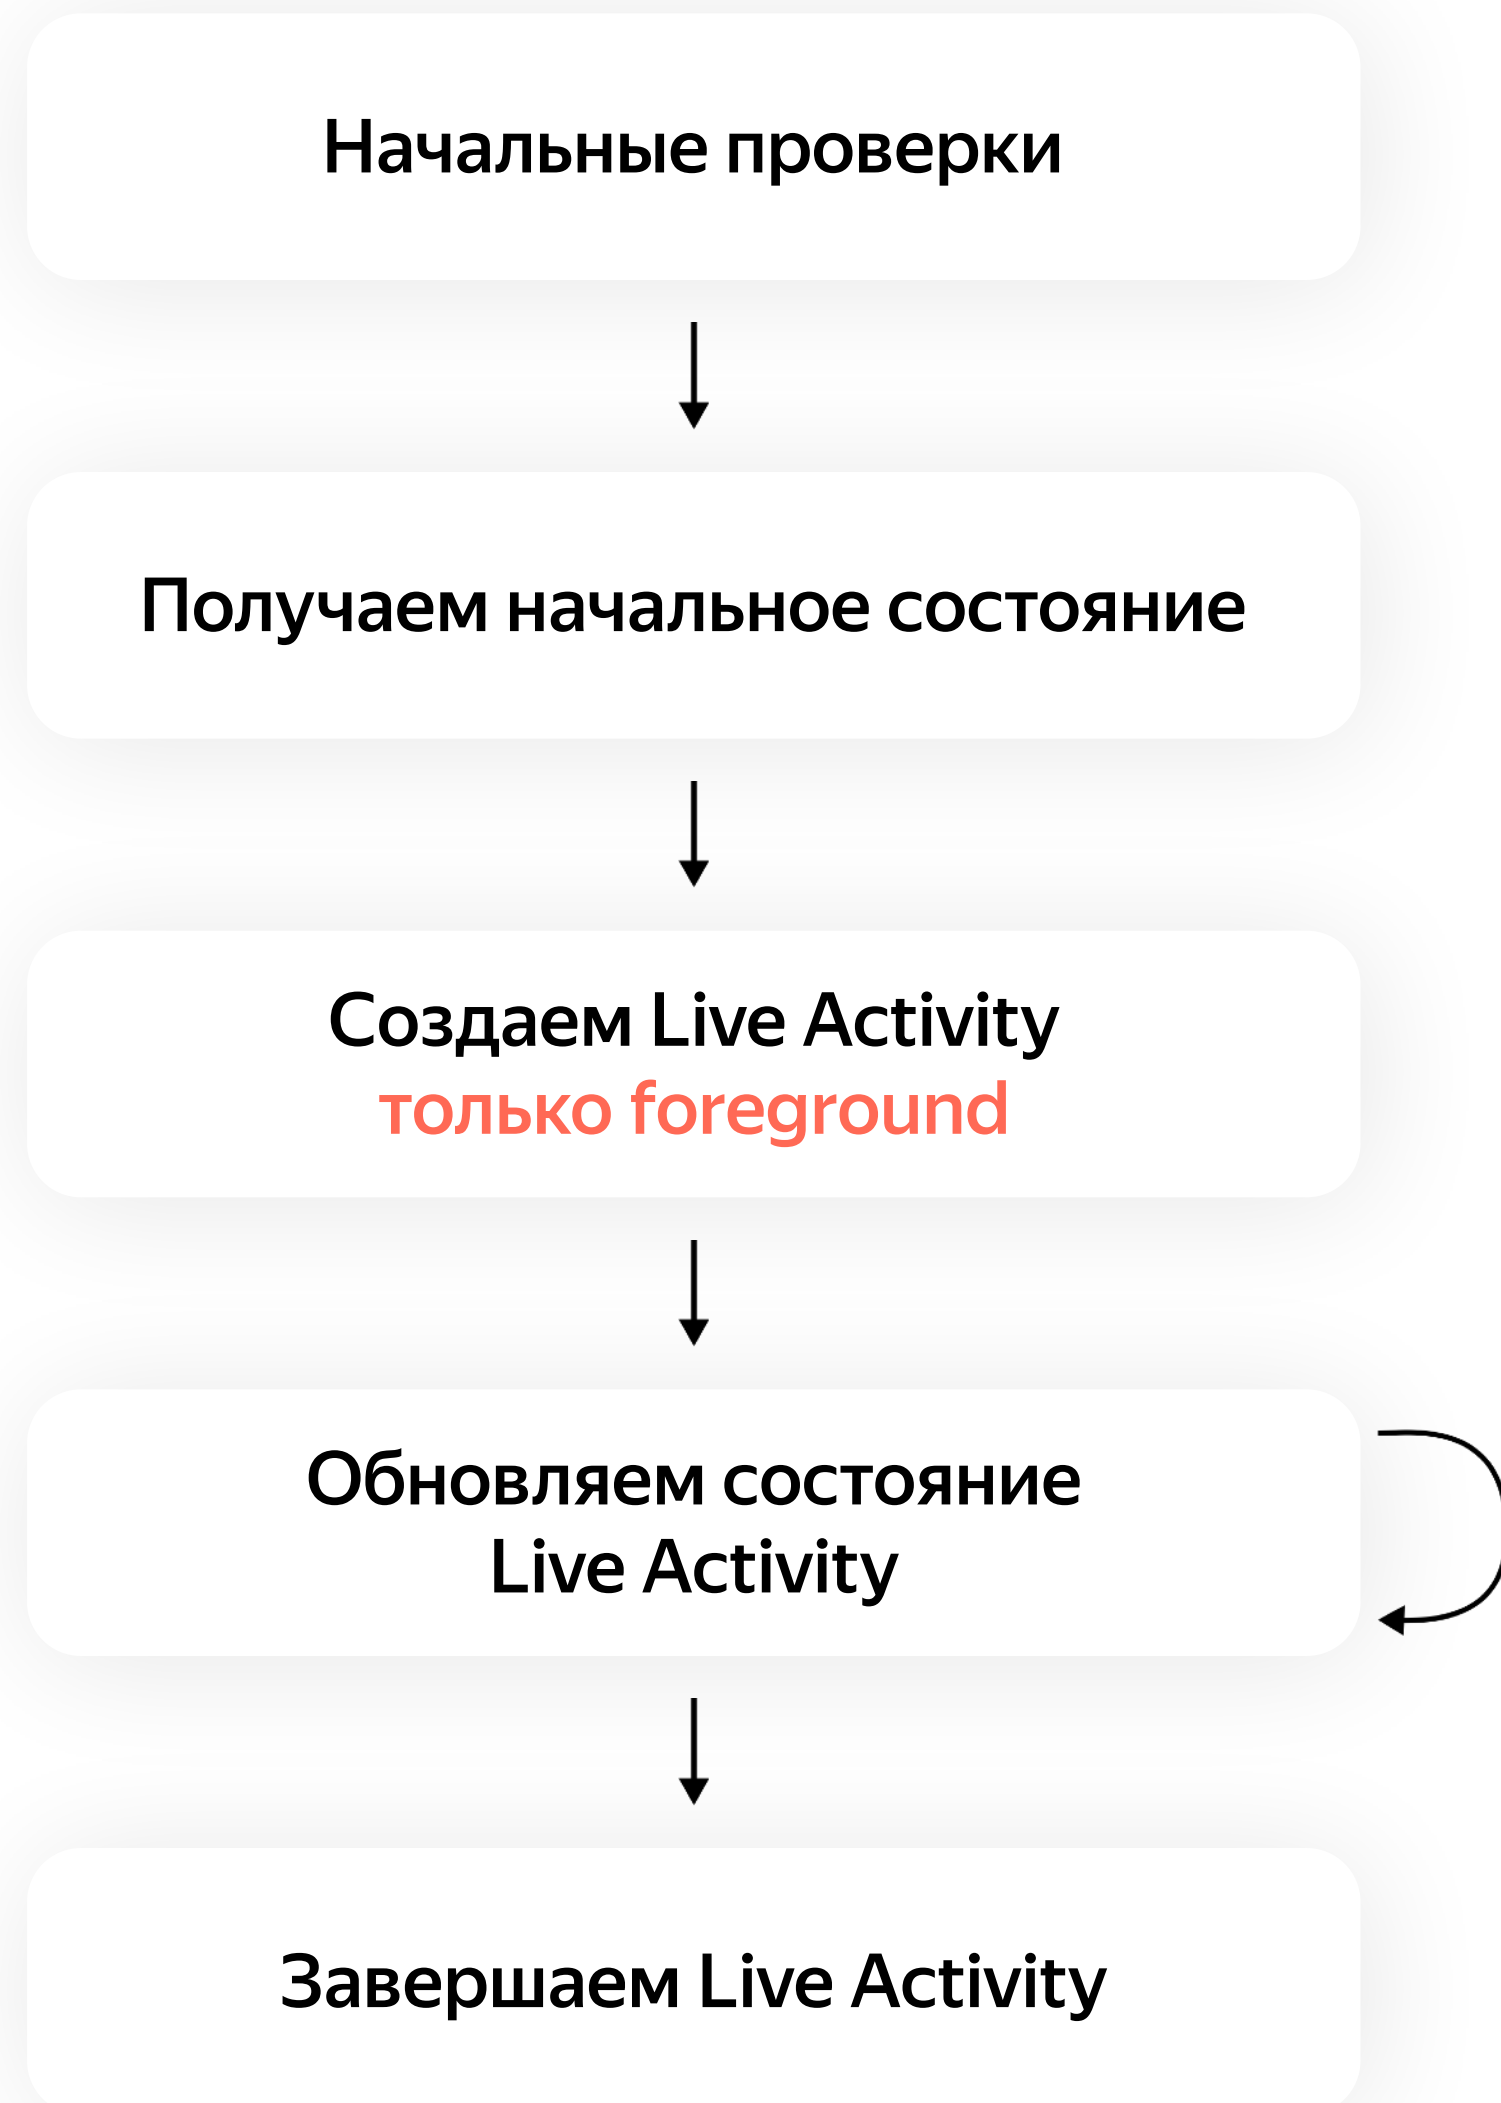 Начальные проверки
Получаем начальное состояние
Создаем Live Activity
только foreground
Обновляем состояние
Live Activity
Завершаем Live Activity